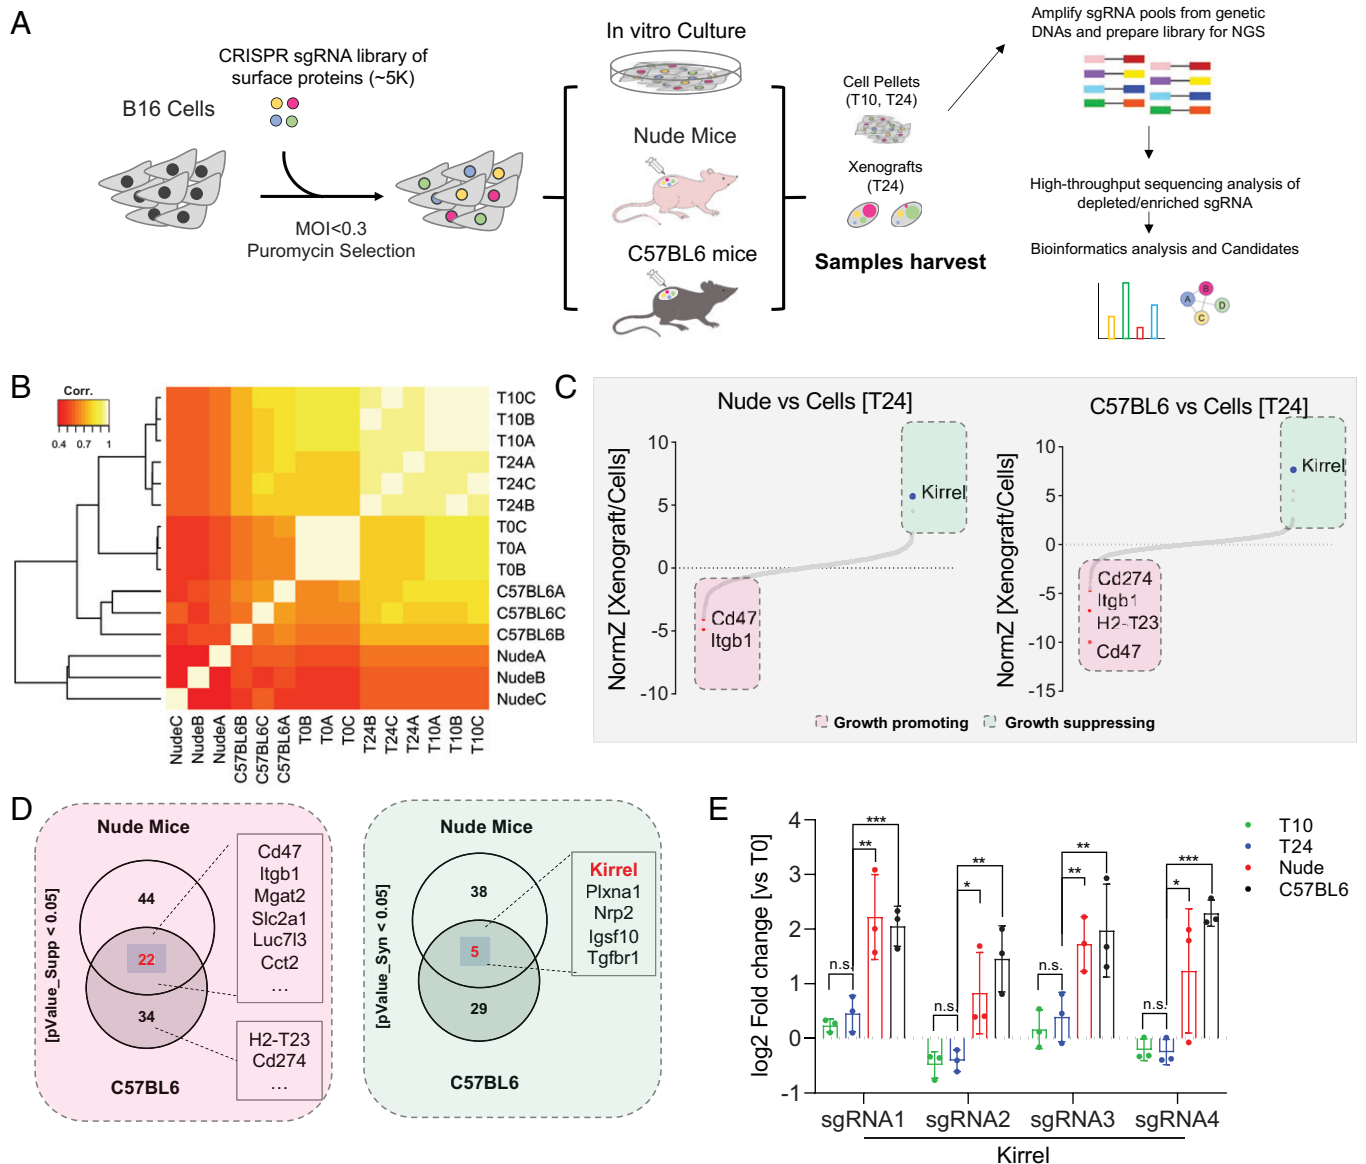 A
CRISPR sgRNA library of
surface proteins (~5K)
B16 Cells
MOI<0.3
Puromycin Selection
In vitro Culture
Nude Mice
C57BL6 mice
Cell Pellets
(T10, T24)
Xenografts
(T24)
Samples harvest
Amplify sgRNA pools from genetic
DNAs and prepare library for NGS
High-throughput sequencing analysis of
depleted/enriched sgRNA
Bioinformatics analysis and Candidates
A
B
C
D
B
Corr.
0.4 0.7 1
T10C
T10B
T10A
T24A
T24C
T24B
T0C
T0A
T0B
C57BL6A
C57BL6C
C57BL6B
NudeA
NudeB
NudeC
NudeC
NudeB
NudeA
C57BL6B
C57BL6C
C57BL6A
T0B
T0A
T0C
T24B
T24C
T24A
T10A
T10B
T10C
C
Nude vs Cells [T24]
NormZ [Xenograft/Cells]
10
5
0
-5
-10
Kirrel
Cd47
Itgb1
C57BL6 vs Cells [T24]
NormZ [Xenograft/Cells]
10
5
0
-5
-10
-15
Kirrel
Cd274
Itgb1
H2-T23
Cd47
Growth promoting
Growth suppressing
D
Nude Mice
[pValue_Supp < 0.05]
44
22
34
C57BL6
Cd47
Itgb1
Mgat2
Slc2a1
Luc7l3
Cct2
...
H2-T23
Cd274
...
Nude Mice
[pValue_Syn < 0.05]
38
5
29
C57BL6
Kirrel
Plxna1
Nrp2
Igsf10
Tgfbr1
E
log2 Fold change [vs T0]
4
3
2
1
0
-1
n.s.
**
***
n.s.
*
**
n.s.
**
**
n.s.
*
***
T10
T24
Nude
C57BL6
sgRNA1 sgRNA2 sgRNA3 sgRNA4
Kirrel